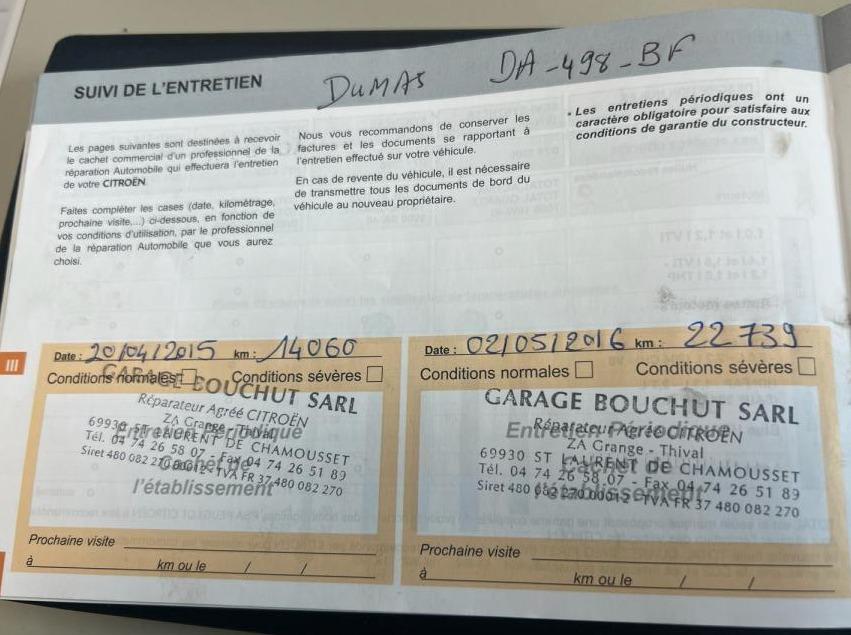 SUIVI DE L'ENTRETIEN
DUMAS DA-498-BF
Les pages suivantes sont destinées à recevoir
le cachet commercial d'un professionnel de la
réparation Automobile qui effectuera l'entretien
de votre CITROËN.
Faites compléter les cases (date, kilométrage,
prochaine visite,...) ci-dessous, en fonction de
vos conditions d'utilisation, par le professionnel
de la réparation Automobile que vous aurez
choisi.
Nous vous recommandons de conserver les
factures et les documents se rapportant à
l'entretien effectué sur votre véhicule.
En cas de revente du véhicule, il est nécessaire
de transmettre tous les documents de bord du
véhicule au nouveau propriétaire.
- Les entretiens périodiques ont un
caractère obligatoire pour satisfaire aux
conditions de garantie du constructeur.
III
Date : 20/04/2015 km : 14060
Conditions normales Conditions sévères
GARAGE BOUCHUT SARL
Réparateur Agréé CITROËN
ZA Grange - Thival
69930 ST LAURENT DE CHAMOUSSET
Tél. 04 74 26 58 07 - Fax 04 74 26 51 89
Siret 480 082 270 00012 - TVA FR 37 480 082 270
Entretien Périodique
Cachet de
l'établissement
Prochaine visite
à km ou le / /
Date : 02/05/2016 km : 22739
Conditions normales Conditions sévères
GARAGE BOUCHUT SARL
Réparateur Agréé CITROËN
ZA Grange - Thival
69930 ST LAURENT DE CHAMOUSSET
Tél. 04 74 26 58 07 - Fax 04 74 26 51 89
Siret 480 082 270 00012 - TVA FR 37 480 082 270
Entretien Périodique
Cachet de
l'établissement
Prochaine visite
à km ou le / /